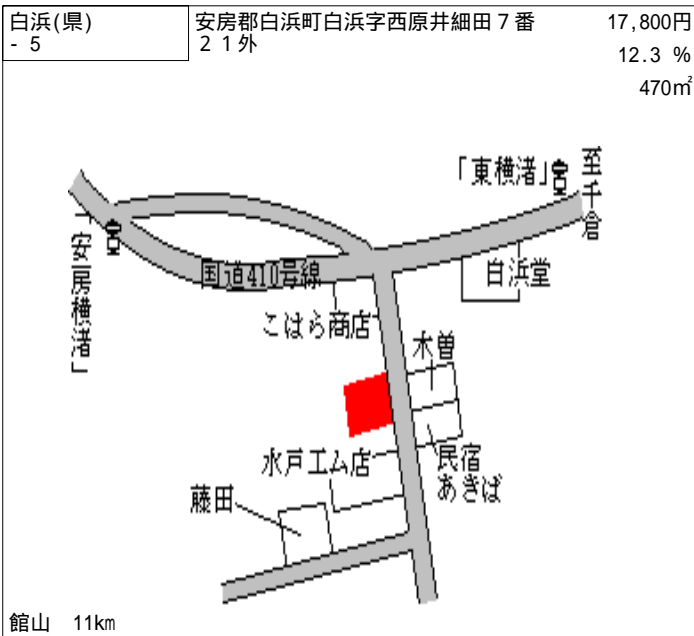 白浜(県)
- 5
安房郡白浜町白浜字西原井細田７番
２１外
17,800円
12.3 %
470㎡
「東横渚」
至千倉
「安房横渚」
国道410号線
白浜堂
こはら商店
木曽
水戸工ム店
民宿
あきば
藤田
館山 11km